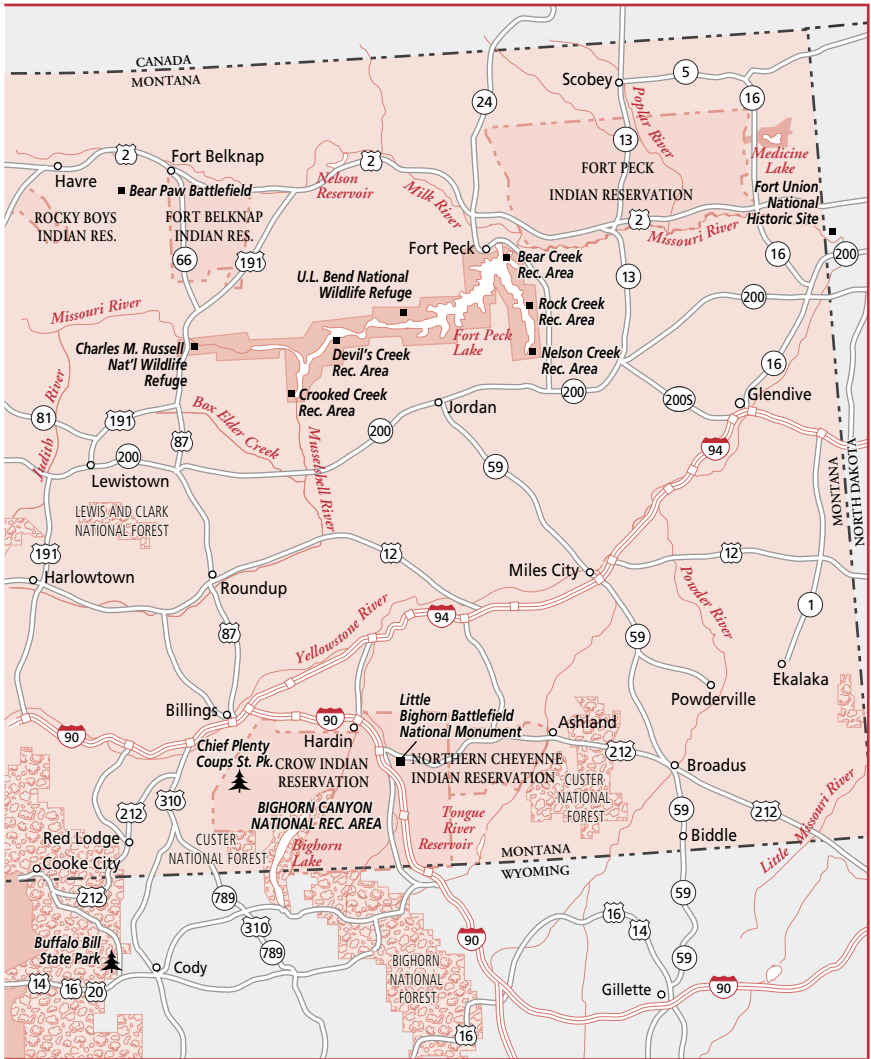 CANADA
MONTANA
Scobey
5
16
24
Poplar River
13
2
Fort Belknap
2
Havre
Bear Paw Battlefield
Nelson
Reservoir
Milk River
FORT PECK
INDIAN RESERVATION
Medicine
Lake
Fort Union
National
Historic Site
ROCKY BOYS
INDIAN RES.
FORT BELKNAP
INDIAN RES.
2
Missouri River
66
191
Fort Peck
Bear Creek
Rec. Area
16
200
13
U.L. Bend National
Wildlife Refuge
Rock Creek
Rec. Area
200
Missouri River
Fort Peck
Lake
Charles M. Russell
Nat'l Wildlife
Refuge
Devil's Creek
Rec. Area
Nelson Creek
Rec. Area
16
Crooked Creek
Rec. Area
200
200S
Glendive
Judith River
81
191
Box Elder Creek
Jordan
87
200
Musselshell River
94
MONTANA
NORTH DAKOTA
200
Lewistown
59
LEWIS AND CLARK
NATIONAL FOREST
191
12
12
Harlowtown
Roundup
Miles City
Powder River
1
87
Yellowstone River
94
59
Ekalaka
Powderville
Billings
90
90
Hardin
Little
Bighorn Battlefield
National Monument
Ashland
212
Chief Plenty
Coups St. Pk.
CROW INDIAN
RESERVATION
NORTHERN CHEYENNE
INDIAN RESERVATION
CUSTER
NATIONAL
FOREST
Broadus
310
212
BIGHORN CANYON
NATIONAL REC. AREA
Tongue
River
Reservoir
59
212
Little Missouri River
Red Lodge
CUSTER
NATIONAL FOREST
Bighorn
Lake
Biddle
Cooke City
MONTANA
WYOMING
212
789
59
310
16
14
Buffalo Bill
State Park
789
90
59
Cody
BIGHORN
NATIONAL
FOREST
14
16
20
Gillette
90
16